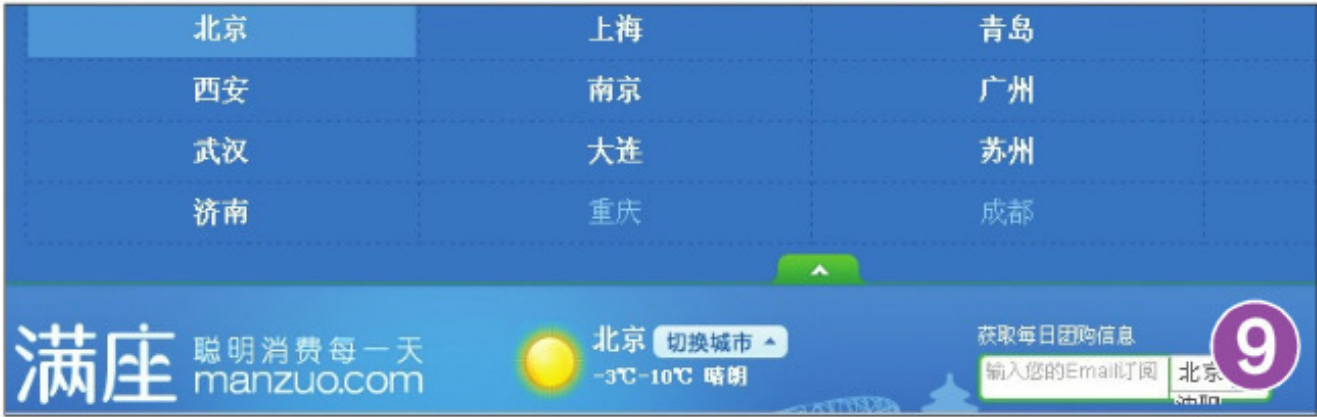 北京 上海 青岛
西安 南京 广州
武汉 大连 苏州
济南 重庆 成都
满座 聪明消费每一天
manzuo.com
北京 切换城市
-3℃-10℃ 晴朗
获取每日团购信息
输入您的Email订阅 北京
9